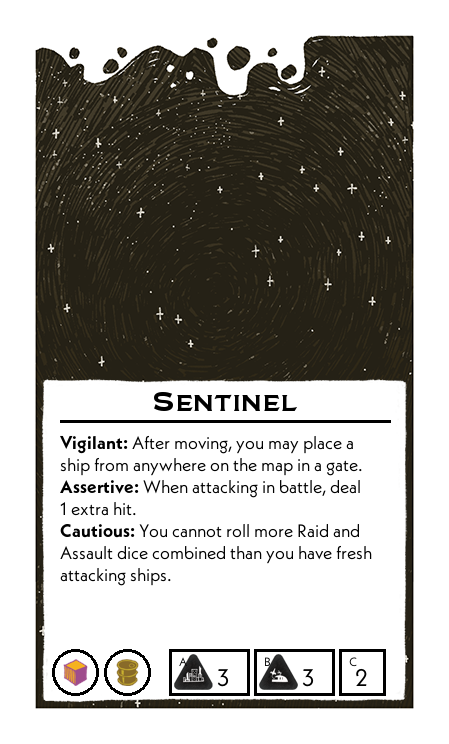 SENTINEL
Vigilant: After moving, you may place a
ship from anywhere on the map in a gate.
Assertive: When attacking in battle, deal
1 extra hit.
Cautious: You cannot roll more Raid and
Assault dice combined than you have fresh
attacking ships.
A 3 B 3 C 2